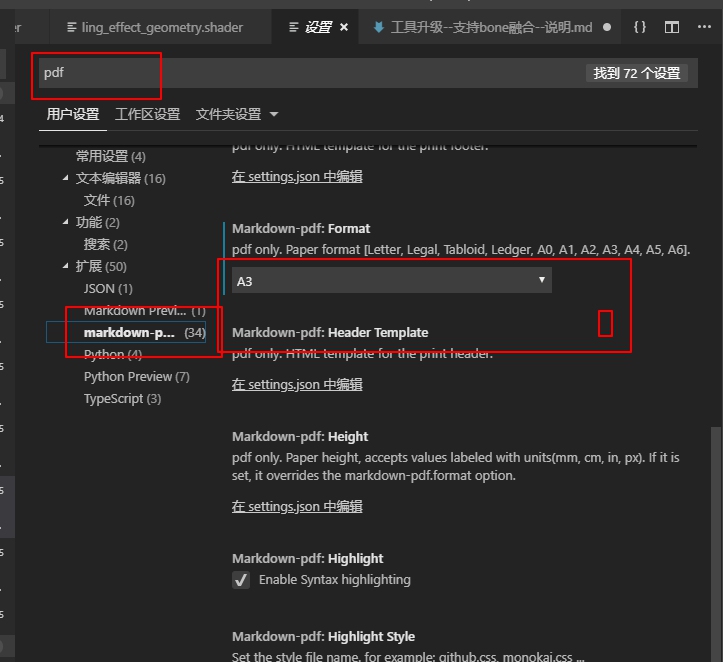 er
ling_effect_geometry.shader
设置
工具升级--支持bone融合--说明.md
{}
pdf
找到 72 个设置
用户设置
工作区设置
文件夹设置
常用设置 (4)
文本编辑器 (16)
文件 (16)
功能 (2)
搜索 (2)
扩展 (50)
JSON (1)
Markdown Previ... (1)
markdown-p... (34)
Python (4)
Python Preview (7)
TypeScript (3)
pdf only. HTML template for the print footer.
在 settings.json 中编辑
Markdown-pdf: Format
pdf only. Paper format [Letter, Legal, Tabloid, Ledger, A0, A1, A2, A3, A4, A5, A6].
A3
Markdown-pdf: Header Template
pdf only. HTML template for the print header.
在 settings.json 中编辑
Markdown-pdf: Height
pdf only. Paper height, accepts values labeled with units(mm, cm, in, px). If it is
set, it overrides the markdown-pdf.format option.
在 settings.json 中编辑
Markdown-pdf: Highlight
Enable Syntax highlighting
Markdown-pdf: Highlight Style
Set the style file name. for example: github.css, monokai.css ...